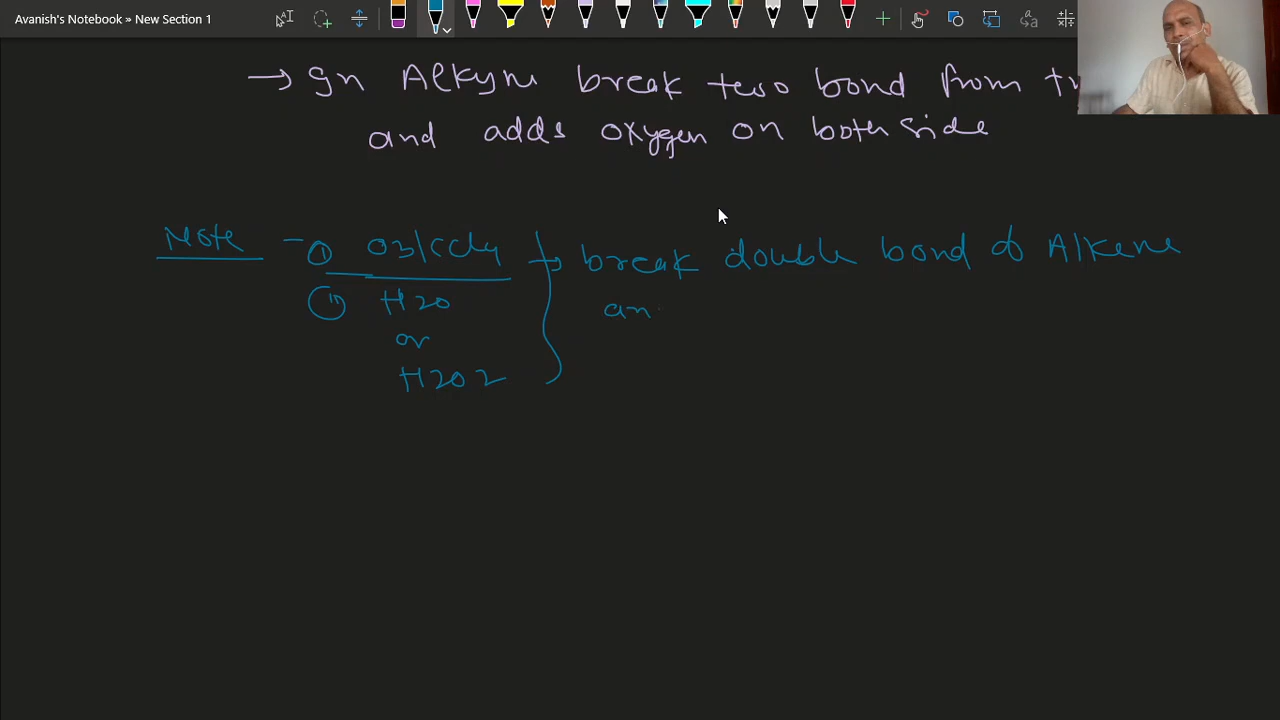 Avanish's Notebook » New Section 1
→ In Alkyne break two bond from
and adds oxygen on both side
Note - ① O3/CCl4 → break double bond of Alkene
⑪ H2O an
or
H2O2